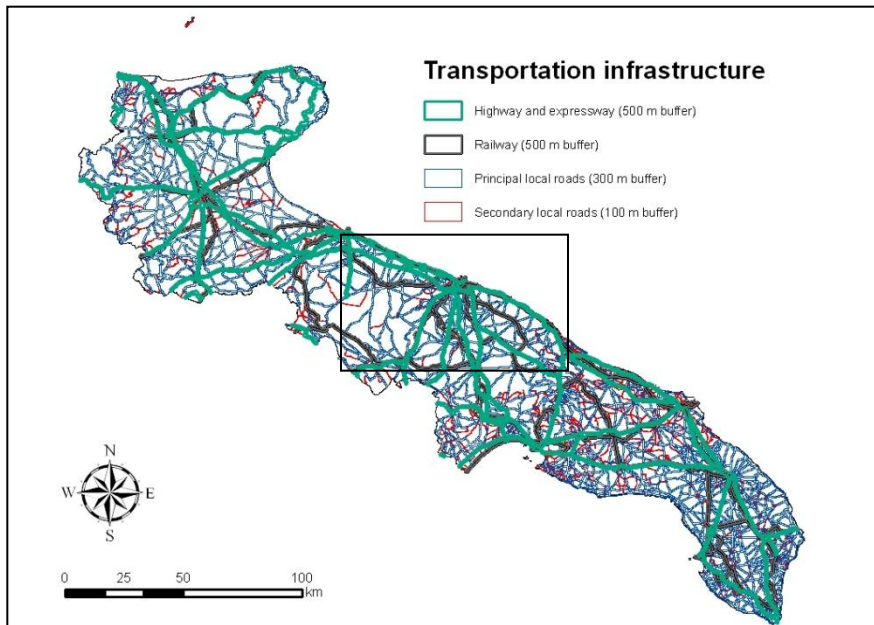 Transportation infrastructure
Highway and expressway (500 m buffer)
Railway (500 m buffer)
Principal local roads (300 m buffer)
Secondary local roads (100 m buffer)
N
W E
S
0 25 50 100
km